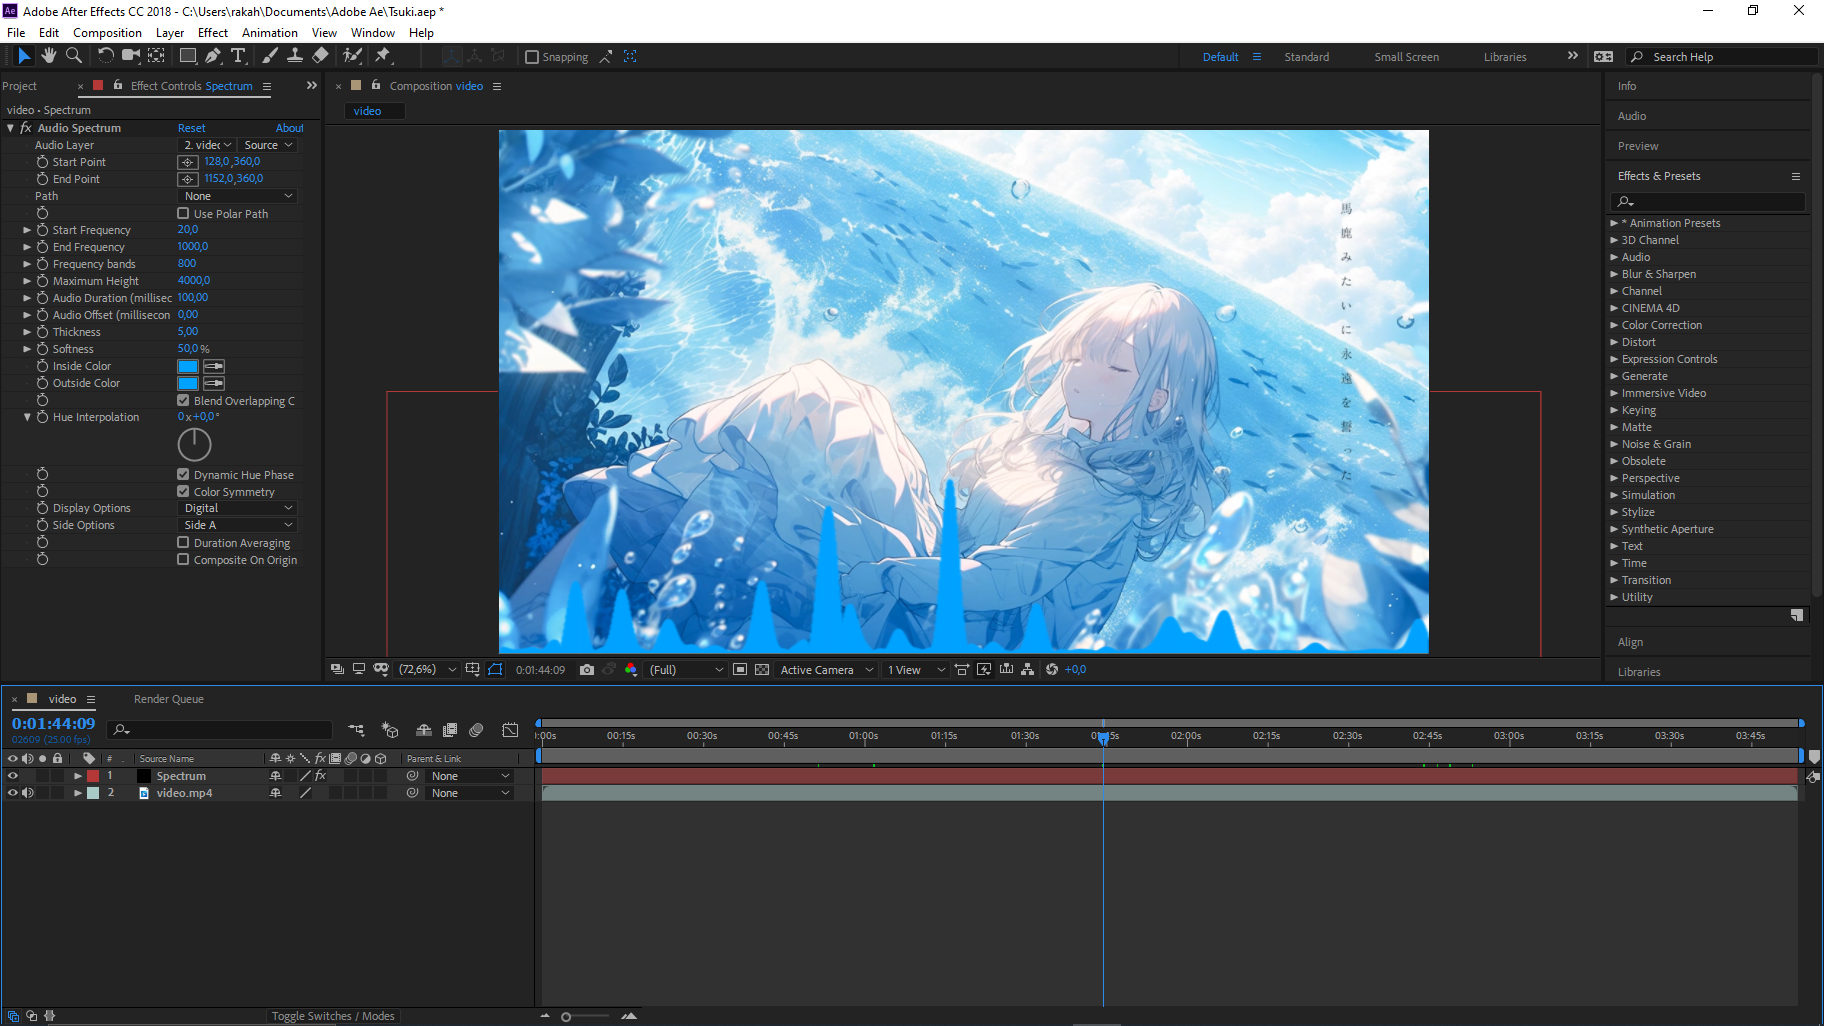 Adobe After Effects CC 2018 - C:\Users\rakah\Documents\Adobe Ae\Tsuki.aep *
File Edit Composition Layer Effect Animation View Window Help
Snapping
Default Standard Small Screen Libraries
Search Help
Project
Effect Controls Spectrum
video • Spectrum
fx Audio Spectrum Reset About
Audio Layer 2. videc Source
Start Point 128,0,360,0
End Point 1152,0,360,0
Path None
Use Polar Path
Start Frequency 20,0
End Frequency 1000,0
Frequency bands 800
Maximum Height 4000,0
Audio Duration (millisec 100,00
Audio Offset (millisecon 0,00
Thickness 5,00
Softness 50,0 %
Inside Color
Outside Color
Blend Overlapping C
Hue Interpolation 0 x +0,0 °
Dynamic Hue Phase
Color Symmetry
Display Options Digital
Side Options Side A
Duration Averaging
Composite On Origin
Composition video
video
馬鹿みたいに永遠を誓った
(72,6%) 0:01:44:09 (Full) Active Camera 1 View +0,0
Info
Audio
Preview
Effects & Presets
* Animation Presets
3D Channel
Audio
Blur & Sharpen
Channel
CINEMA 4D
Color Correction
Distort
Expression Controls
Generate
Immersive Video
Keying
Matte
Noise & Grain
Obsolete
Perspective
Simulation
Stylize
Synthetic Aperture
Text
Time
Transition
Utility
Align
Libraries
video Render Queue
0:01:44:09
02609 (25.00 fps)
):00s 00:15s 00:30s 00:45s 01:00s 01:15s 01:30s 02:00s 02:15s 02:30s 02:45s 03:00s 03:15s 03:30s 03:45s
# Source Name fx Parent & Link
1 Spectrum fx None
2 video.mp4 None
Toggle Switches / Modes